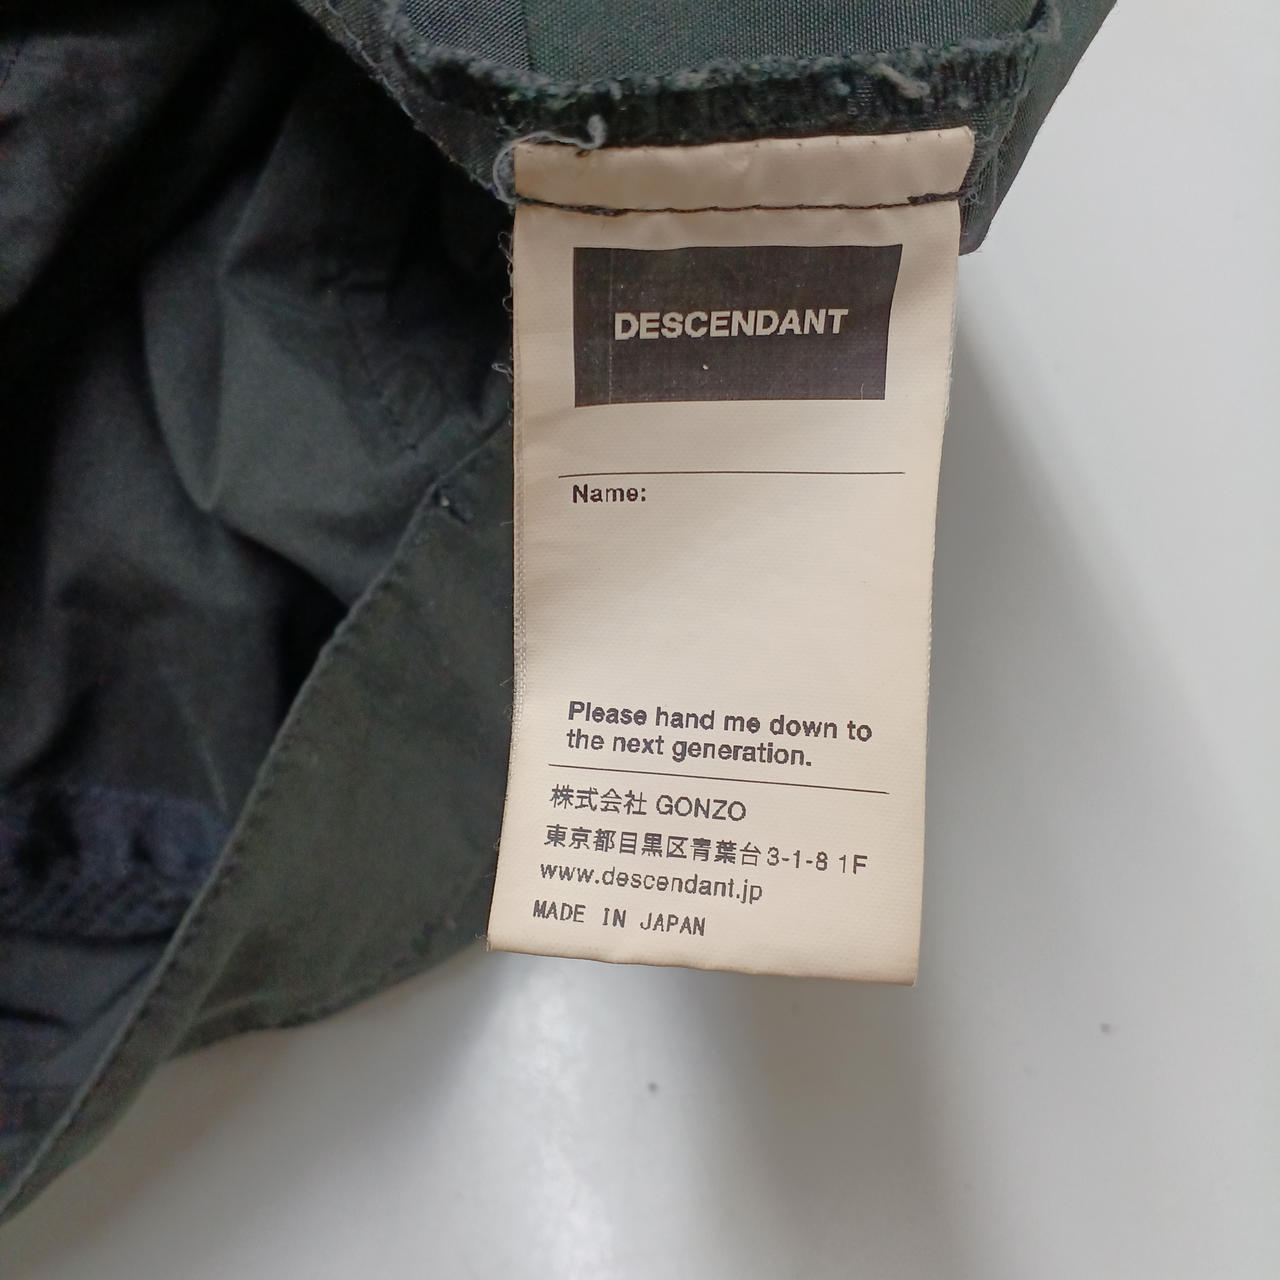 DESCENDANT
Name:
Please hand me down to
the next generation.
株式会社 GONZO
東京都目黒区青葉台3-1-8 1F
www.descendant.jp
MADE IN JAPAN